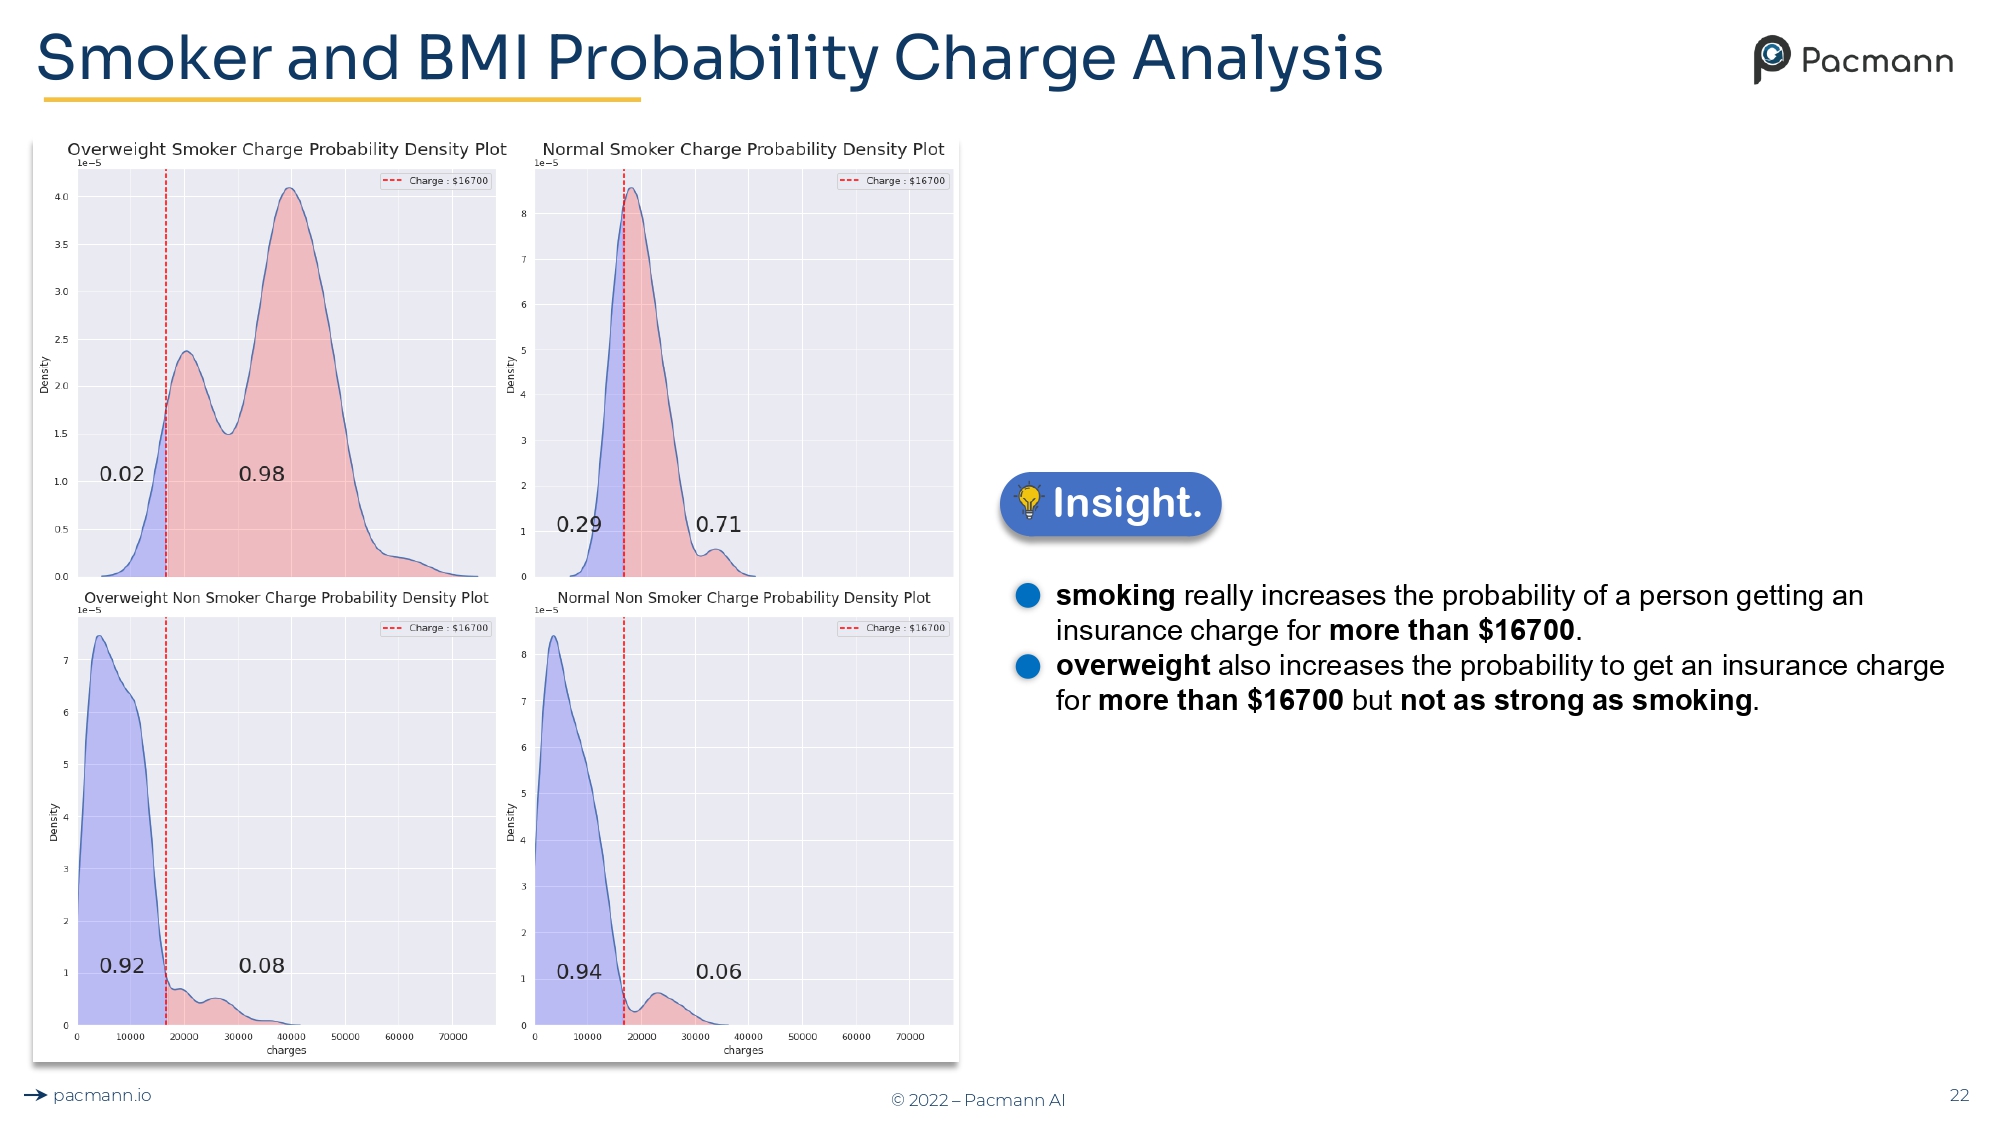 Smoker and BMI Probability Charge Analysis
Pacmann
Overweight Smoker Charge Probability Density Plot
1e−5
Charge : $16700
4.0
3.5
3.0
2.5
2.0
1.5
1.0
0.5
0.0
Density
0.02
0.98
Normal Smoker Charge Probability Density Plot
1e−5
Charge : $16700
8
7
6
5
4
3
2
1
0
Density
0.29
0.71
Overweight Non Smoker Charge Probability Density Plot
1e−5
Charge : $16700
7
6
5
4
3
2
1
0
Density
0.92
0.08
0 10000 20000 30000 40000 50000 60000 70000
charges
Normal Non Smoker Charge Probability Density Plot
1e−5
Charge : $16700
8
7
6
5
4
3
2
1
0
Density
0.94
0.06
0 10000 20000 30000 40000 50000 60000 70000
charges
Insight.
smoking really increases the probability of a person getting an
insurance charge for more than $16700.
overweight also increases the probability to get an insurance charge
for more than $16700 but not as strong as smoking.
pacmann.io
© 2022 – Pacmann AI
22